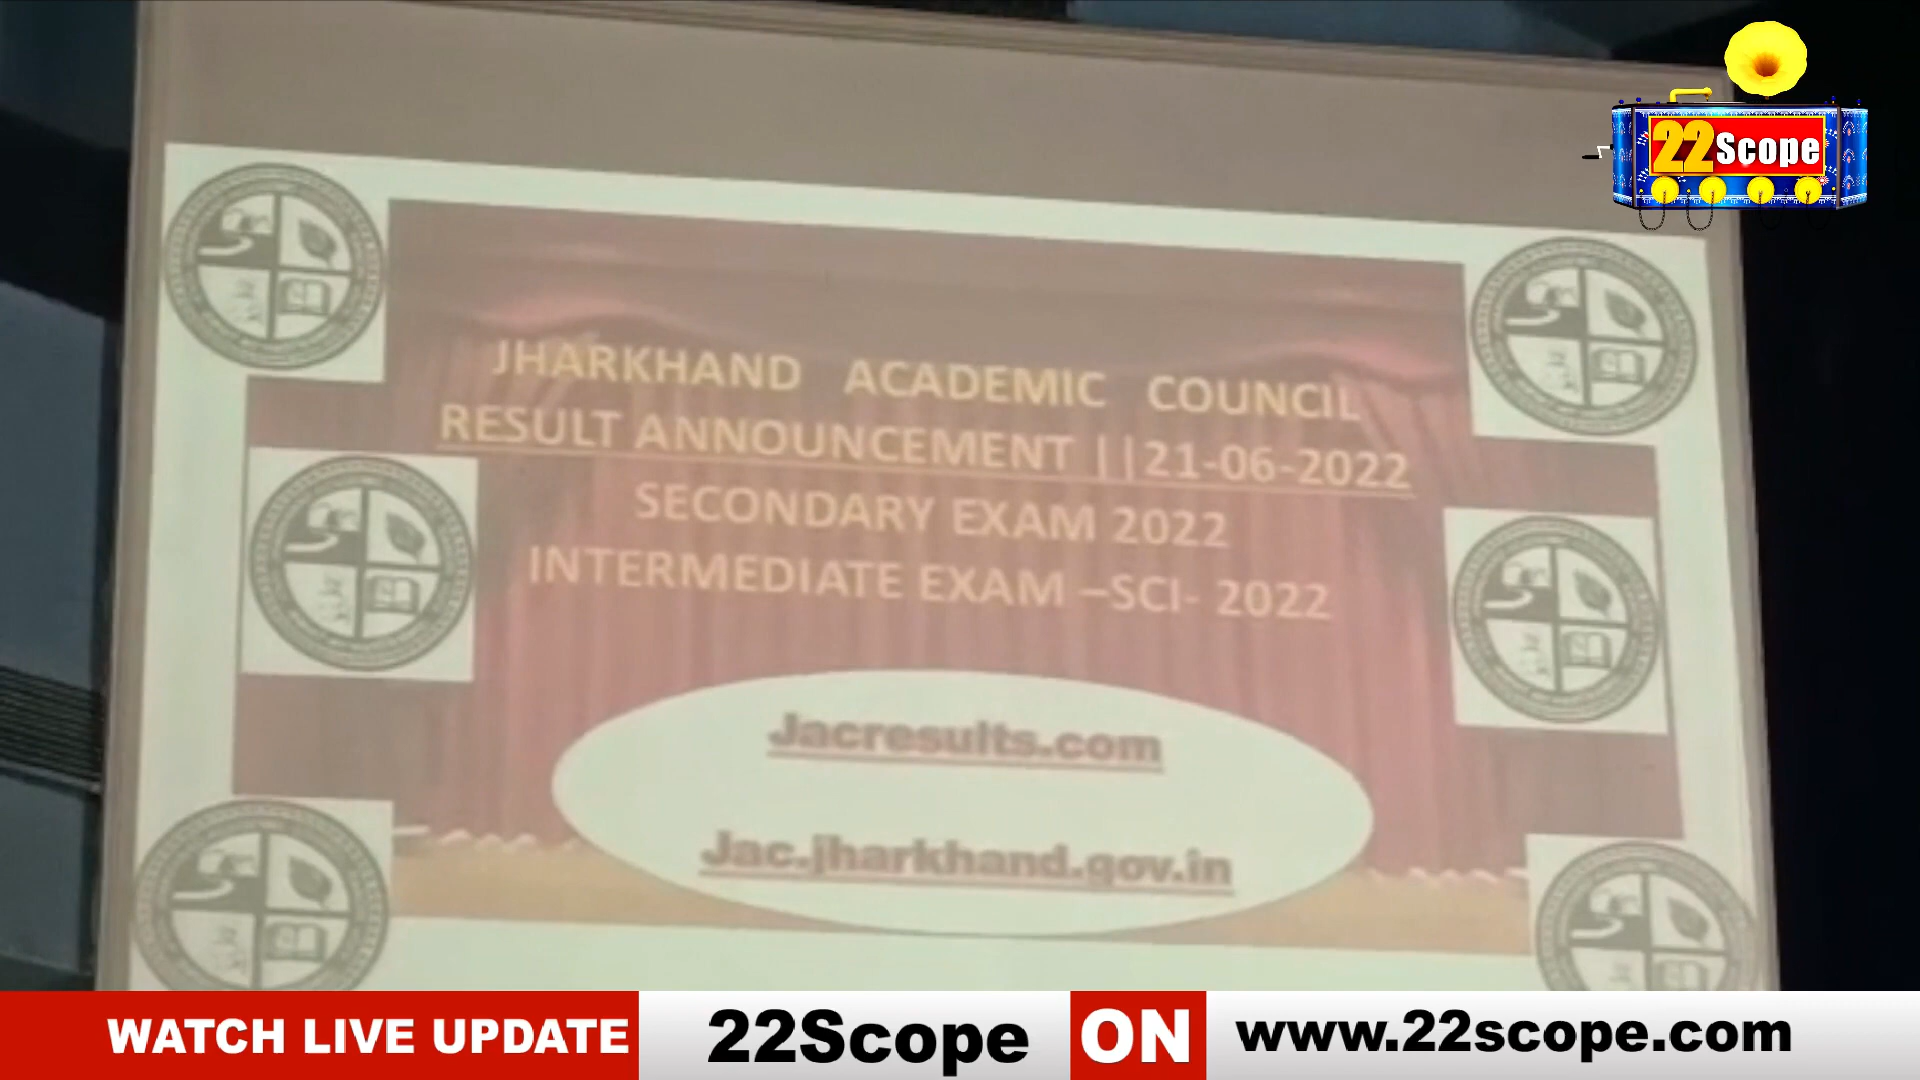 22Scope
JHARKHAND ACADEMIC COUNCIL
RESULT ANNOUNCEMENT ||21-06-2022
SECONDARY EXAM 2022
INTERMEDIATE EXAM –SCI- 2022
Jacresults.com
Jac.jharkhand.gov.in
WATCH LIVE UPDATE 22Scope ON www.22scope.com